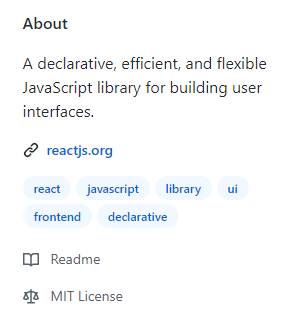 About
A declarative, efficient, and flexible
JavaScript library for building user
interfaces.
reactjs.org
react javascript library ui
frontend declarative
Readme
MIT License